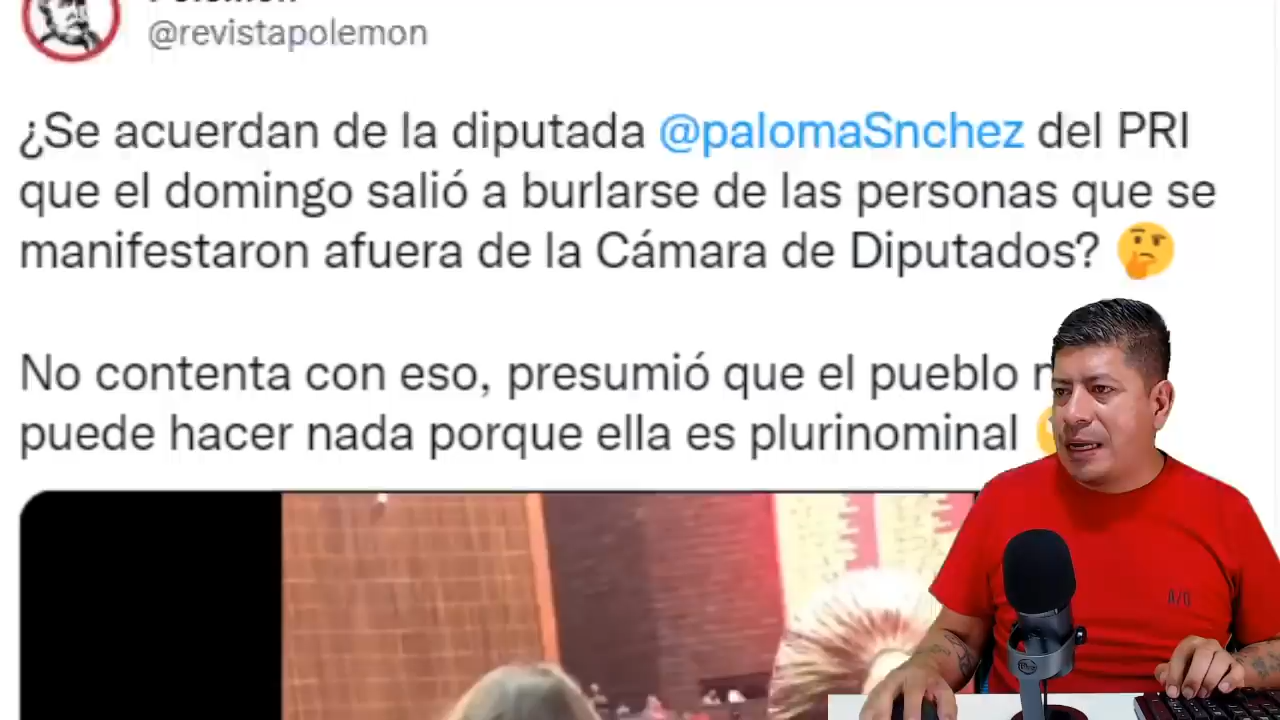 @revistapolemon
¿Se acuerdan de la diputada @palomaSnchez del PRI
que el domingo salió a burlarse de las personas que se
manifestaron afuera de la Cámara de Diputados? 🤔
No contenta con eso, presumió que el pueblo
puede hacer nada porque ella es plurinominal